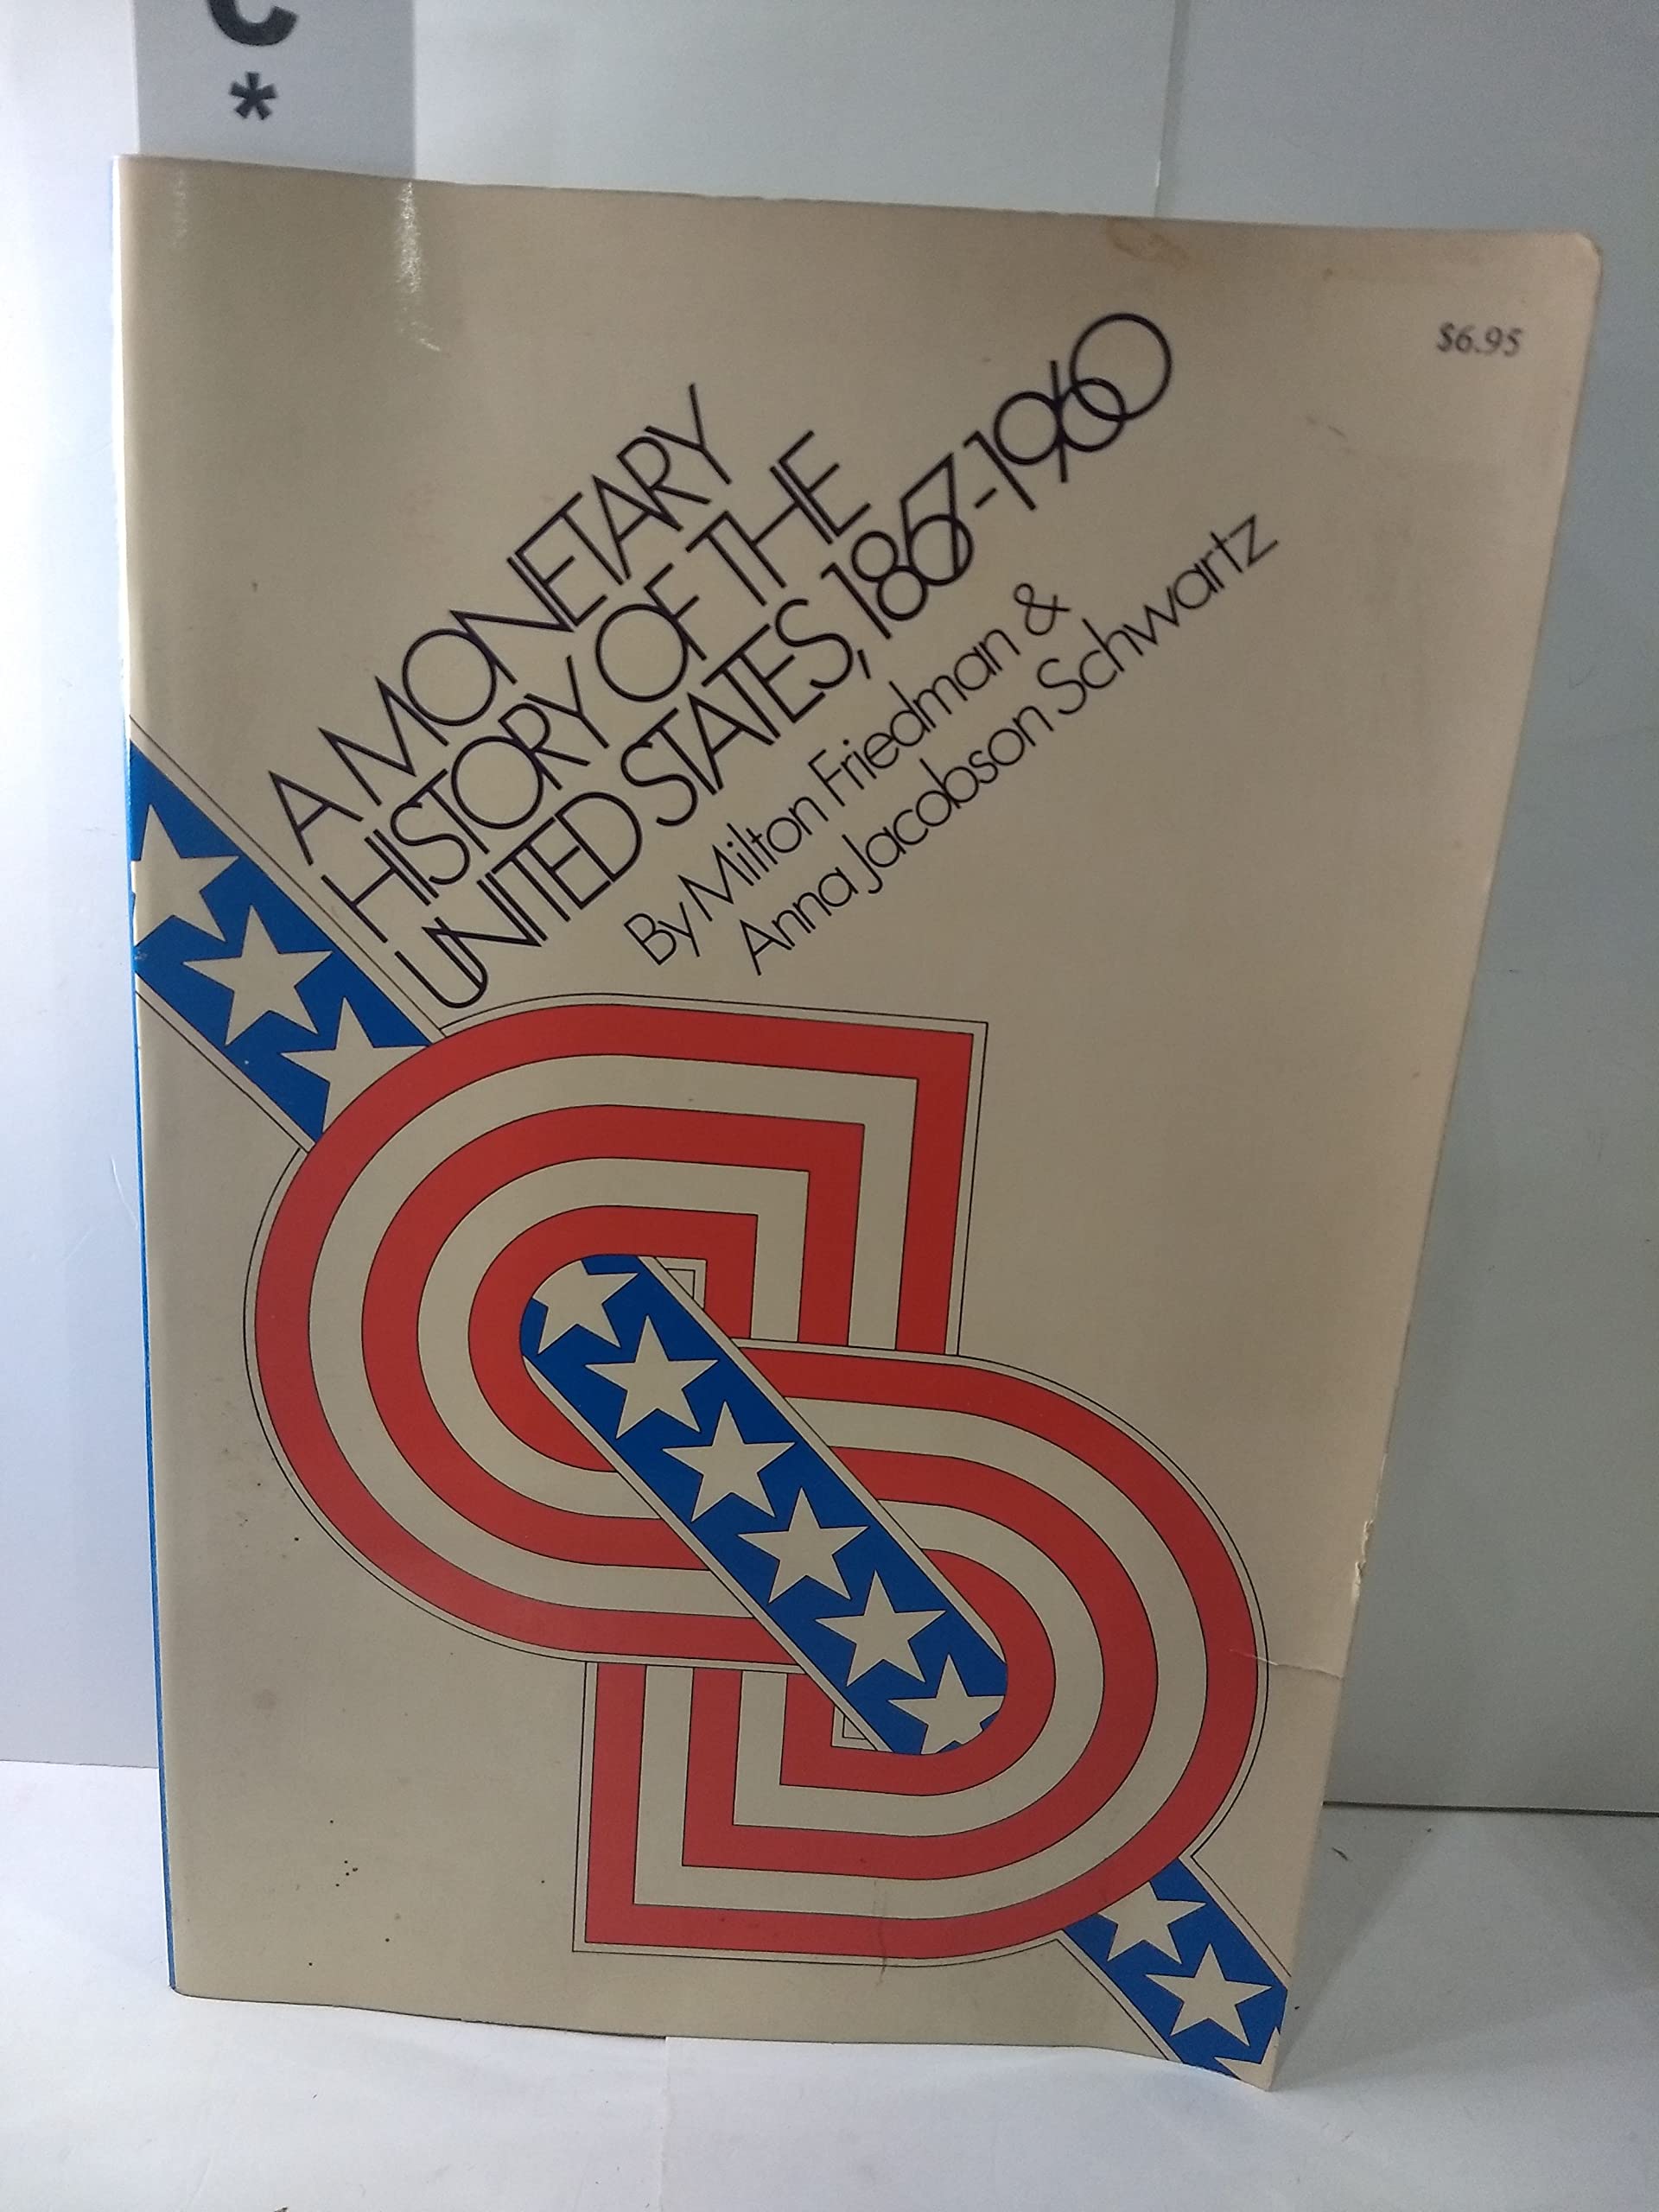 C
*
$6.95
A MONETARY
HISTORY OF THE
UNITED STATES, 1867-1960
By Milton Friedman &
Anna Jacobson Schwartz